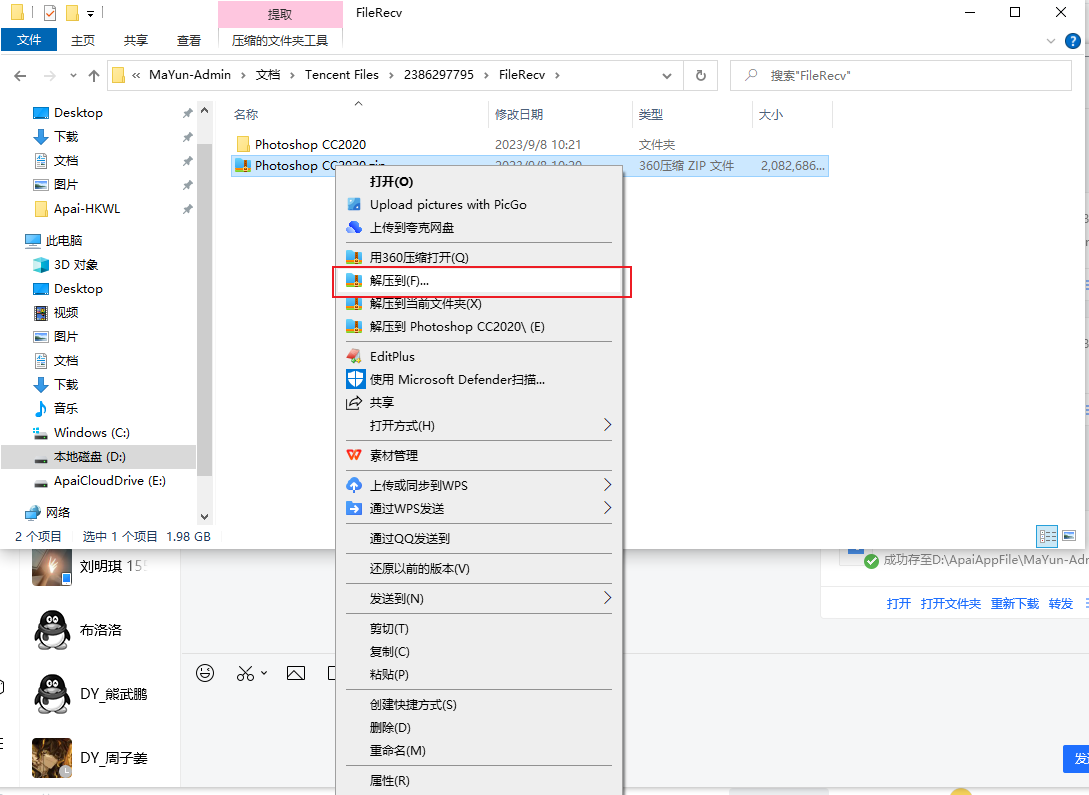 提取
FileRecv
文件
主页
共享
查看
压缩的文件夹工具
« MaYun-Admin > 文档 > Tencent Files > 2386297795 > FileRecv >
搜索"FileRecv"
Desktop
下载
文档
图片
Apai-HKWL
此电脑
3D 对象
Desktop
视频
图片
文档
下载
音乐
Windows (C:)
本地磁盘 (D:)
ApaiCloudDrive (E:)
网络
名称 修改日期 类型 大小
Photoshop CC2020 2023/9/8 10:21 文件夹
Photoshop CC2020.zip 2023/9/8 10:20 360压缩 ZIP 文件 2,082,686...
打开(O)
Upload pictures with PicGo
上传到夸克网盘
用360压缩打开(Q)
解压到(F)...
解压到当前文件夹(X)
解压到 Photoshop CC2020\ (E)
EditPlus
使用 Microsoft Defender扫描...
共享
打开方式(H)
素材管理
上传或同步到WPS
通过WPS发送
通过QQ发送到
还原以前的版本(V)
发送到(N)
剪切(T)
复制(C)
粘贴(P)
创建快捷方式(S)
删除(D)
重命名(M)
属性(R)
2 个项目 选中 1 个项目 1.98 GB
刘明琪 155
布洛洛
DY_熊武鹏
DY_周子姜
成功存至D:\ApaiAppFile\MaYun-Adm
打开 打开文件夹 重新下载 转发